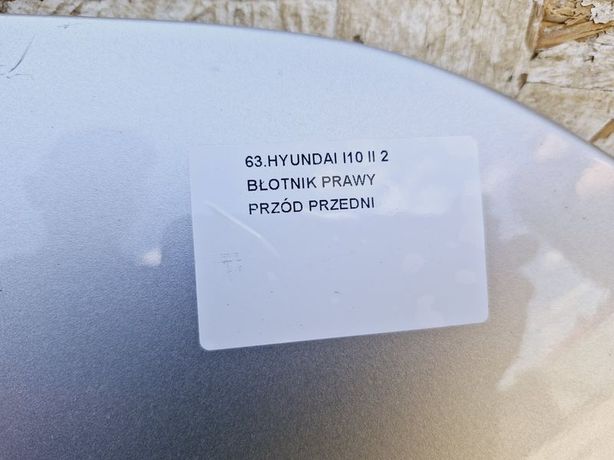 63.HYUNDAI I10 II 2
BŁOTNIK PRAWY
PRZÓD PRZEDNI